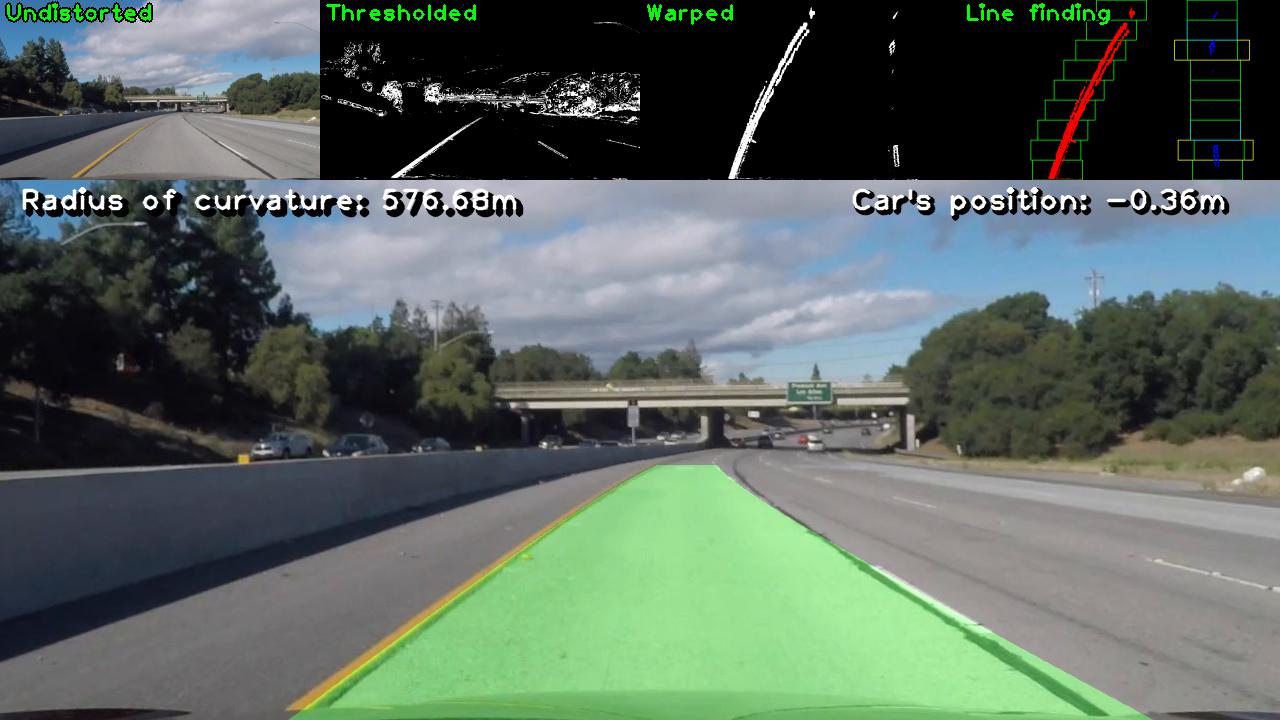 Undistorted
Thresholded
Warped
Line finding
Radius of curvature: 576.68m
Car's position: -0.36m